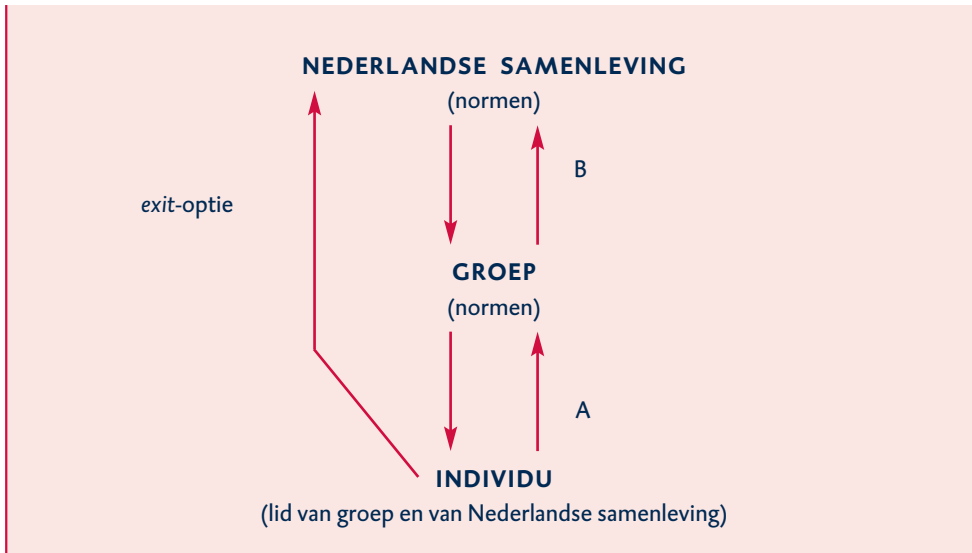 NEDERLANDSE SAMENLEVING
(normen)
B
exit-optie
GROEP
(normen)
A
INDIVIDU
(lid van groep en van Nederlandse samenleving)